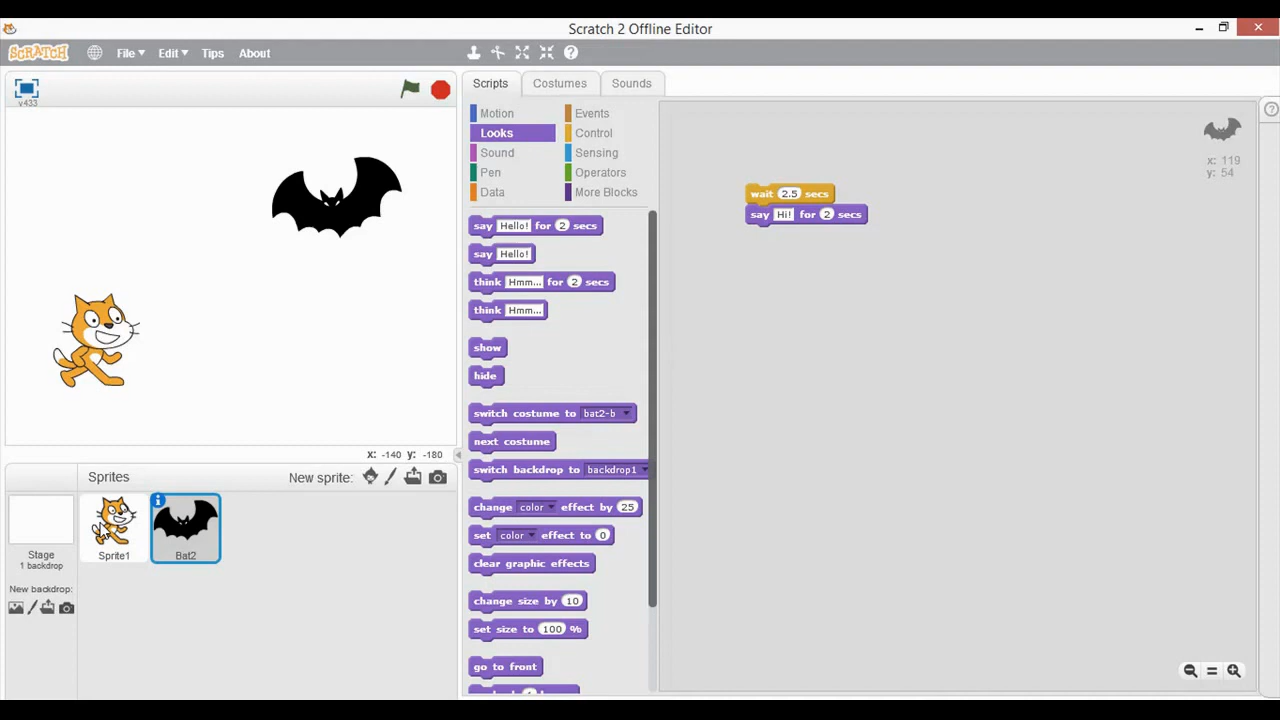 Scratch 2 Offline Editor
SCRATCH File Edit Tips About
v433
Scripts Costumes Sounds
Motion Events
Looks Control
Sound Sensing
Pen Operators
Data More Blocks
x: 119
y: 54
wait 2.5 secs
say Hi! for 2 secs
say Hello! for 2 secs
say Hello!
think Hmm... for 2 secs
think Hmm...
show
hide
switch costume to bat2-b
next costume
switch backdrop to backdrop1
change color effect by 25
set color effect to 0
clear graphic effects
change size by 10
set size to 100 %
go to front
x: -140 y: -180
Sprites New sprite:
Stage
1 backdrop
New backdrop:
Sprite1
Bat2